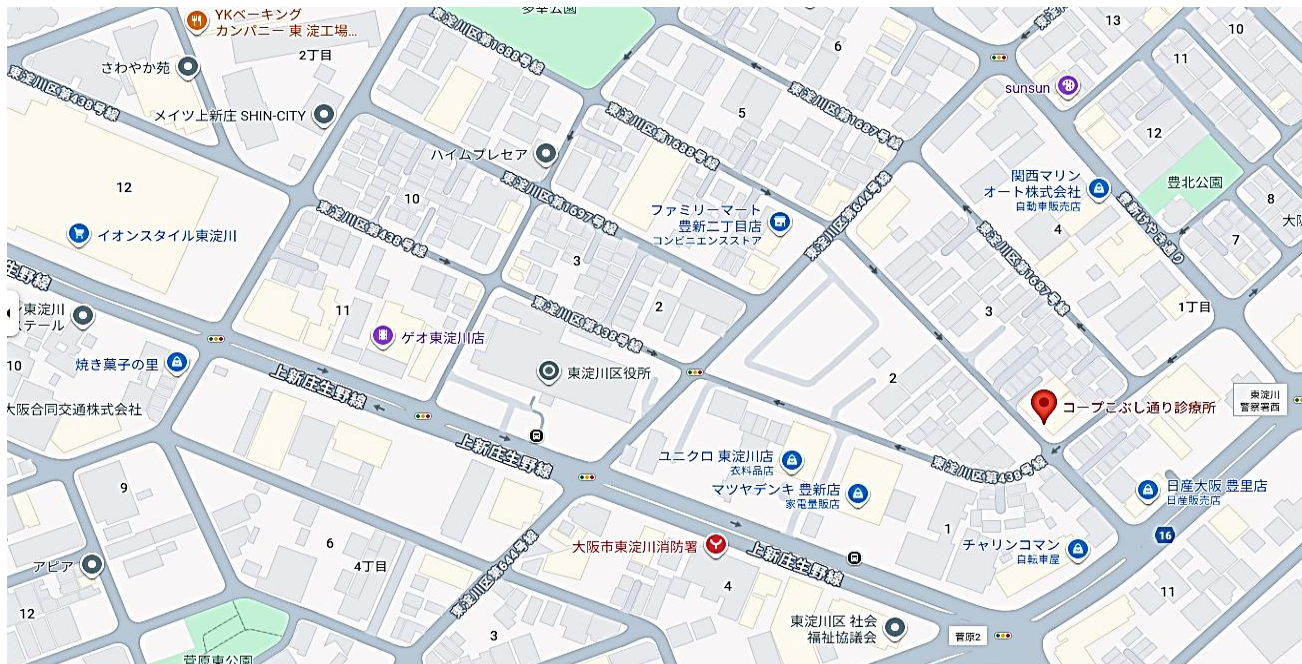 YKベーキング
カンパニー 東 淀工場...
多幸公園
東淀川区第1688号線
2丁目
さわやか苑
東淀川区第438号線
メイツ上新庄 SHIN-CITY
6
13
10
11
sunsun
東淀川区第1687号線
5
12
東淀川区第1688号線
ハイムプレセア
豊北公園
関西マリン
オート株式会社
自動車販売店
8
12
10
東淀川区第1697号線
東淀川区第644号線
ファミリーマート
豊新二丁目店
コンビニエンスストア
イオンスタイル東淀川
東淀川区第438号線
4
7
東淀川区第1687号線
3
2
3
1丁目
生野線
東淀川
ステール
11
ゲオ東淀川店
東淀川区第438号線
焼き菓子の里
10
大阪合同交通株式会社
上新庄生野線
東淀川区役所
2
コープこぶし通り診療所
東淀川
警察署西
上新庄生野線
ユニクロ 東淀川店
衣料品店
マツヤデンキ 豊新店
家電量販店
東淀川区第438号線
日産大阪 豊里店
日産販売店
9
1
16
チャリンコマン
自転車屋
6
4丁目
大阪市東淀川消防署
上新庄生野線
アピア
東淀川区第644号線
4
11
12
3
東淀川区 社会
福祉協議会
菅原2
菅原東公園